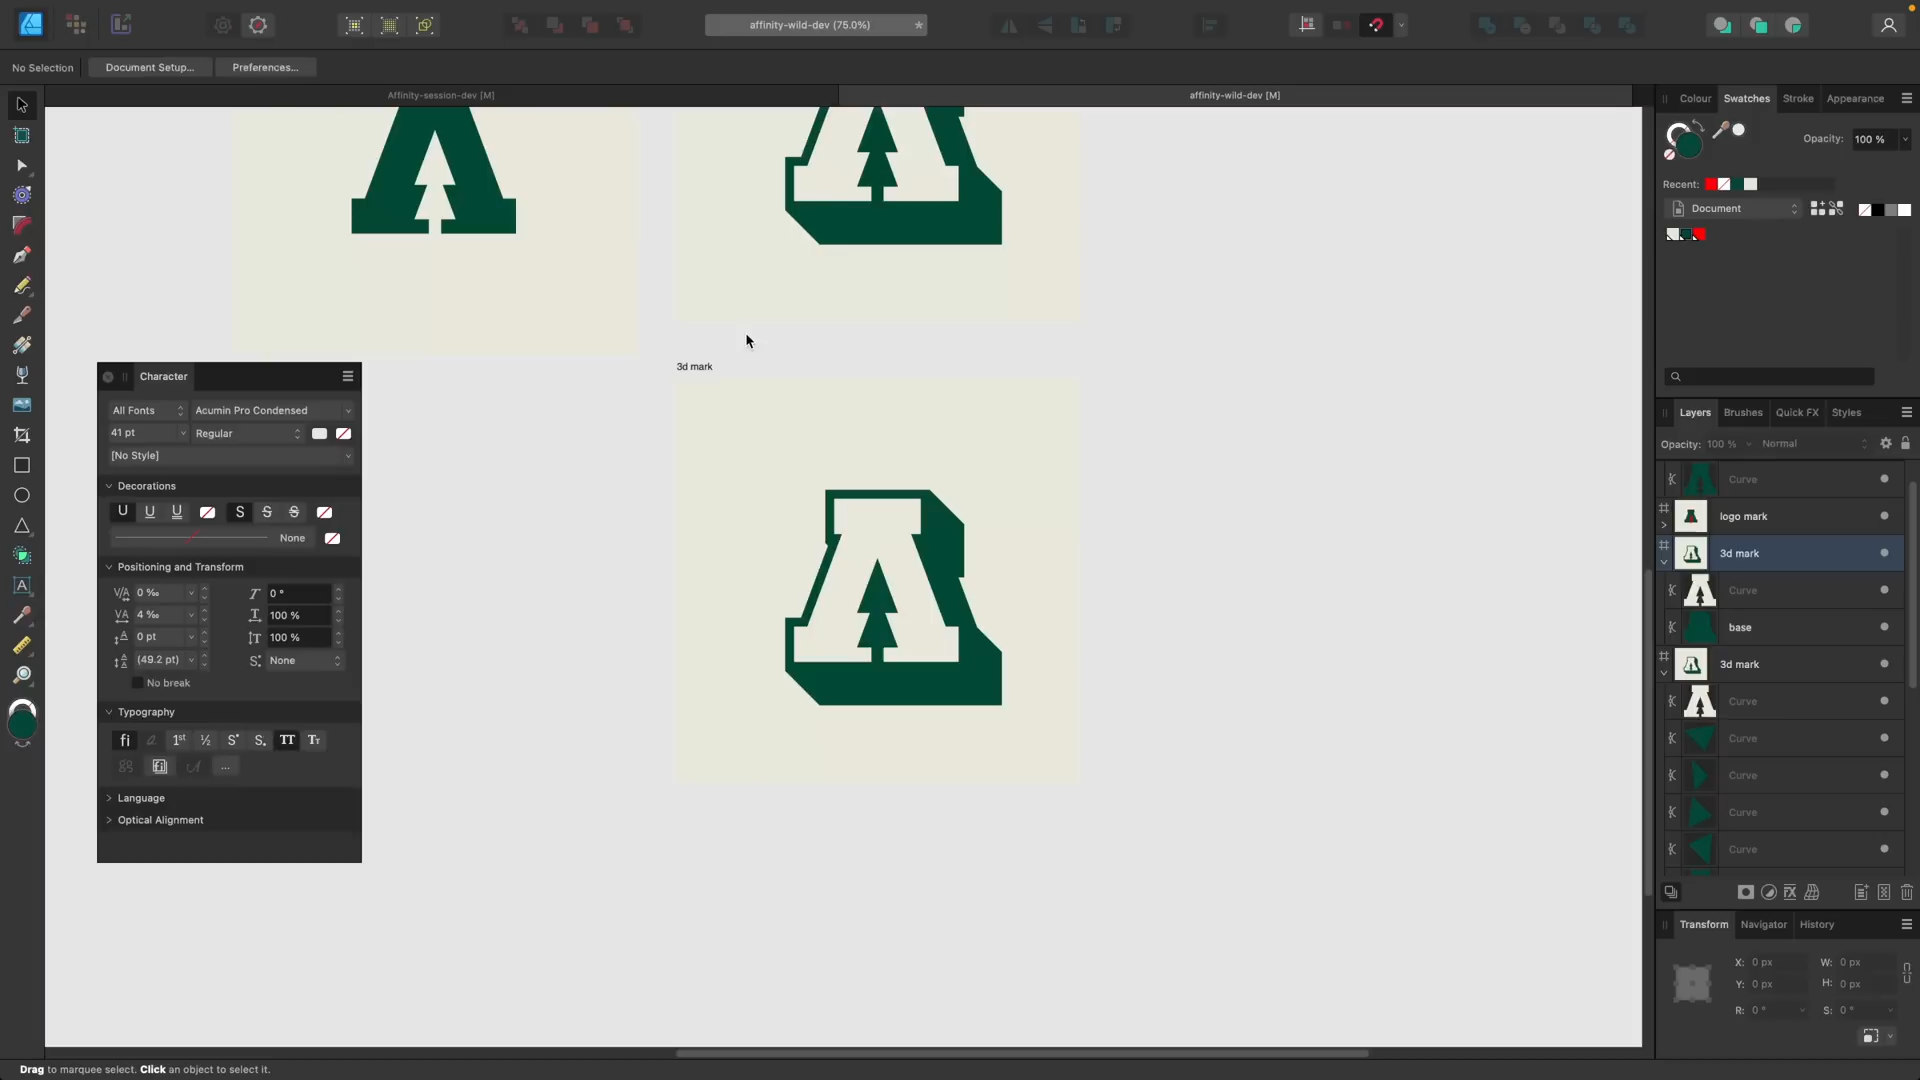 affinity-wild-dev (75.0%)
*
No Selection
Document Setup...
Preferences...
Affinity-session-dev [M]
affinity-wild-dev [M]
Colour
Swatches
Stroke
Appearance
Opacity:
100 %
Recent:
Document
3d mark
Character
All Fonts
Acumin Pro Condensed
41 pt
Regular
[No Style]
Decorations
U
U
U
S
S
S
None
Positioning and Transform
0 ‰
0 °
4 ‰
100 %
0 pt
100 %
(49.2 pt)
None
No break
Typography
fi
a
1st
½
TT
Tт
...
Language
Optical Alignment
Layers
Brushes
Quick FX
Styles
Opacity: 100 %
Normal
Curve
logo mark
3d mark
Curve
base
3d mark
Curve
Curve
Curve
Curve
Curve
Transform
Navigator
History
X: 0 px
W: 0 px
Y: 0 px
H: 0 px
R: 0 °
S: 0 °
Drag to marquee select. Click an object to select it.